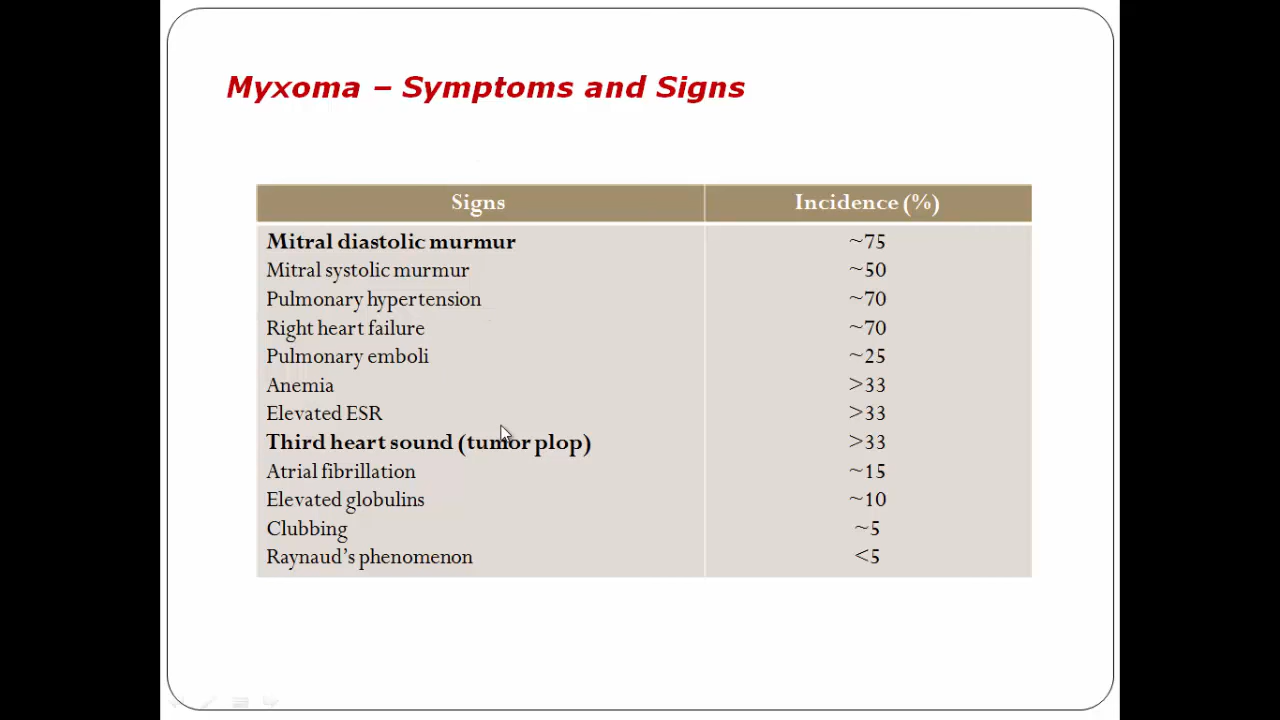 Myxoma – Symptoms and Signs
Signs Incidence (%)
Mitral diastolic murmur ~75
Mitral systolic murmur ~50
Pulmonary hypertension ~70
Right heart failure ~70
Pulmonary emboli ~25
Anemia >33
Elevated ESR >33
Third heart sound (tumor plop) >33
Atrial fibrillation ~15
Elevated globulins ~10
Clubbing ~5
Raynaud’s phenomenon <5